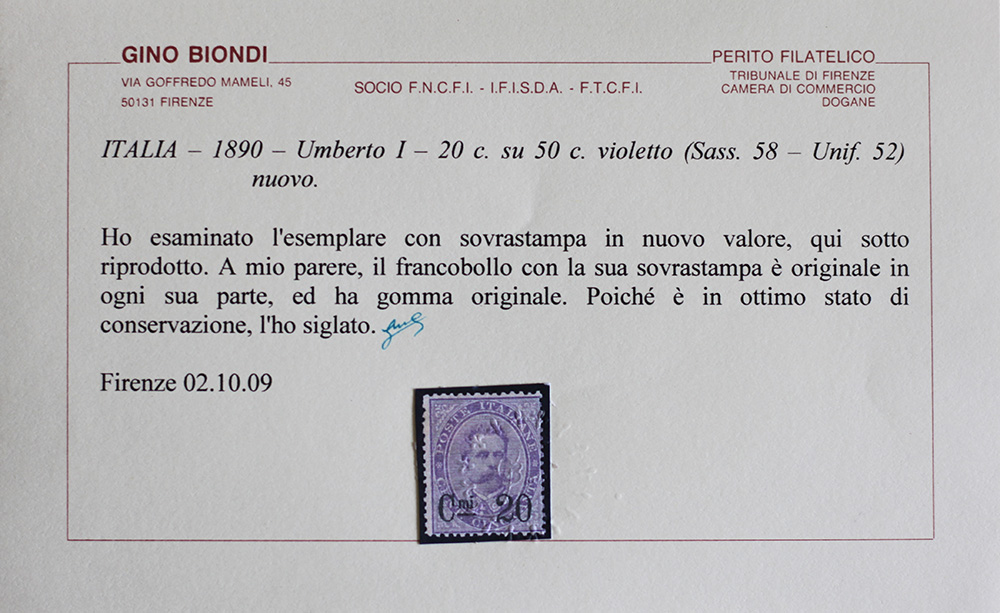 GINO BIONDI
VIA GOFFREDO MAMELI, 45
50131 FIRENZE
SOCIO F.N.C.F.I. - I.F.I.S.D.A. - F.T.C.F.I.
PERITO FILATELICO
TRIBUNALE DI FIRENZE
CAMERA DI COMMERCIO
DOGANE
ITALIA – 1890 – Umberto I – 20 c. su 50 c. violetto (Sass. 58 – Unif. 52)
nuovo.
Ho esaminato l'esemplare con sovrastampa in nuovo valore, qui sotto
riprodotto. A mio parere, il francobollo con la sua sovrastampa è originale in
ogni sua parte, ed ha gomma originale. Poiché è in ottimo stato di
conservazione, l'ho siglato.
Firenze 02.10.09
POSTE ITALIANE
Cmi 20